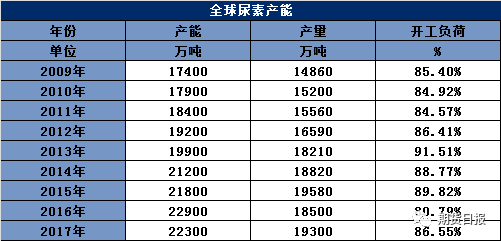 全球尿素产能
年份 产能 产量 开工负荷
单位 万吨 万吨 %
2009年 17400 14860 85.40%
2010年 17900 15200 84.92%
2011年 18400 15560 84.57%
2012年 19200 16590 86.41%
2013年 19900 18210 91.51%
2014年 21200 18820 88.77%
2015年 21800 19580 89.82%
2016年 22900 18500
2017年 22300 19300 86.55%
期货日报